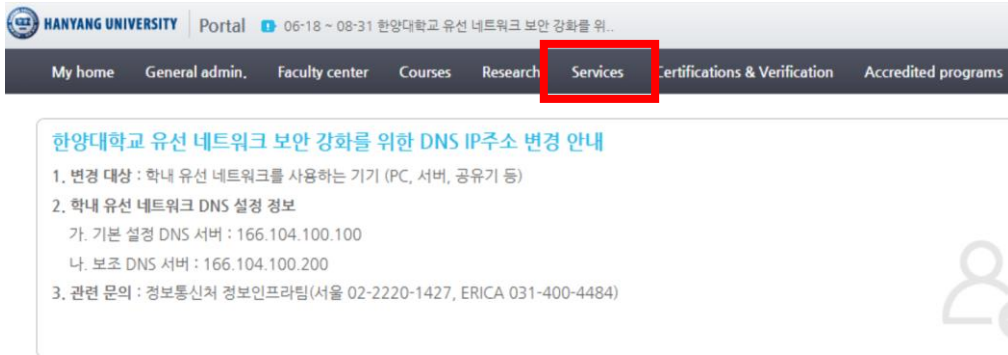 HANYANG UNIVERSITY Portal 06-18 ~ 08-31 한양대학교 유선 네트워크 보안 강화를 위..
My home General admin. Faculty center Courses Research Services Certifications & Verification Accredited programs
한양대학교 유선 네트워크 보안 강화를 위한 DNS IP주소 변경 안내
1. 변경 대상 : 학내 유선 네트워크를 사용하는 기기 (PC, 서버, 공유기 등)
2. 학내 유선 네트워크 DNS 설정 정보
가. 기본 설정 DNS 서버 : 166.104.100.100
나. 보조 DNS 서버 : 166.104.100.200
3. 관련 문의 : 정보통신처 정보인프라팀(서울 02-2220-1427, ERICA 031-400-4484)